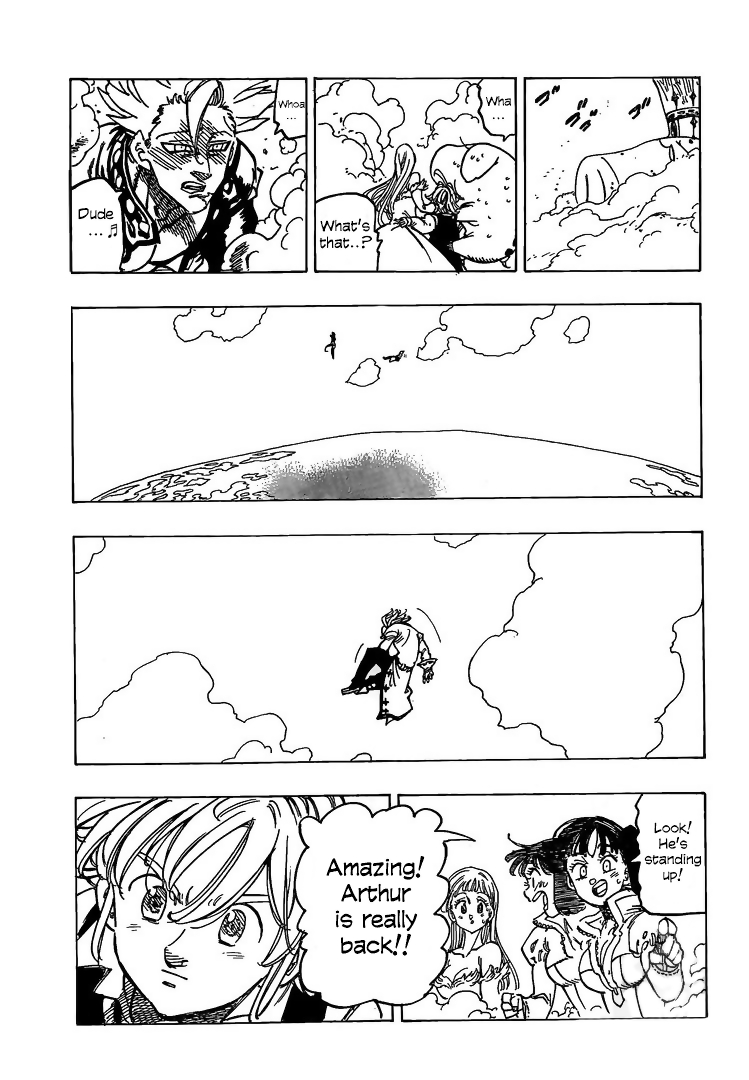 Wha
...
What's
that..?
Whoa
...
Dude
...♬
Look!
He's
standing
up!
Amazing!
Arthur
is really
back!!